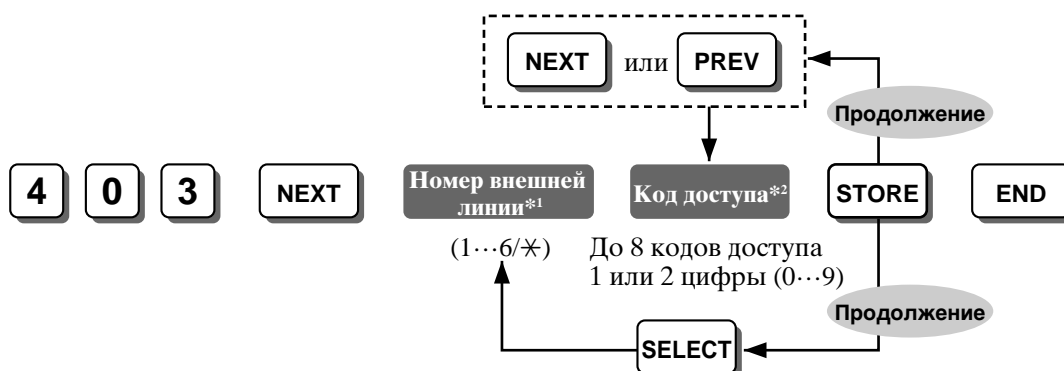 NEXT или PREV
Продолжение
4 0 3 NEXT Номер внешней линии*1 Код доступа*2 STORE END
(1···6/✳)
До 8 кодов доступа
1 или 2 цифры (0···9)
Продолжение
SELECT